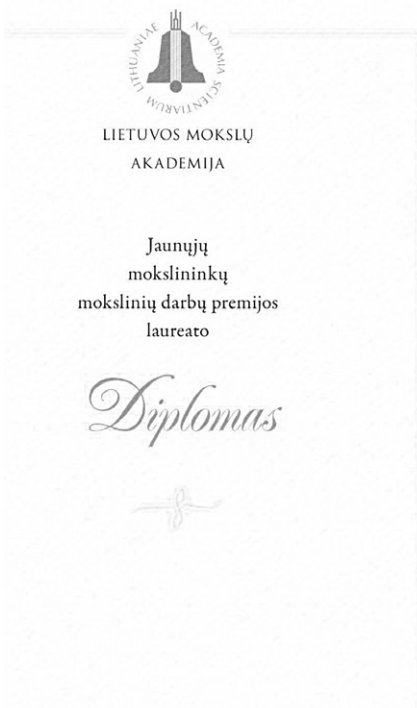 ACADEMIA SCIENTIARUM LITHUANIAE
LIETUVOS MOKSLŲ
AKADEMIJA
Jaunųjų
mokslininkų
mokslinių darbų premijos
laureato
Diplomas